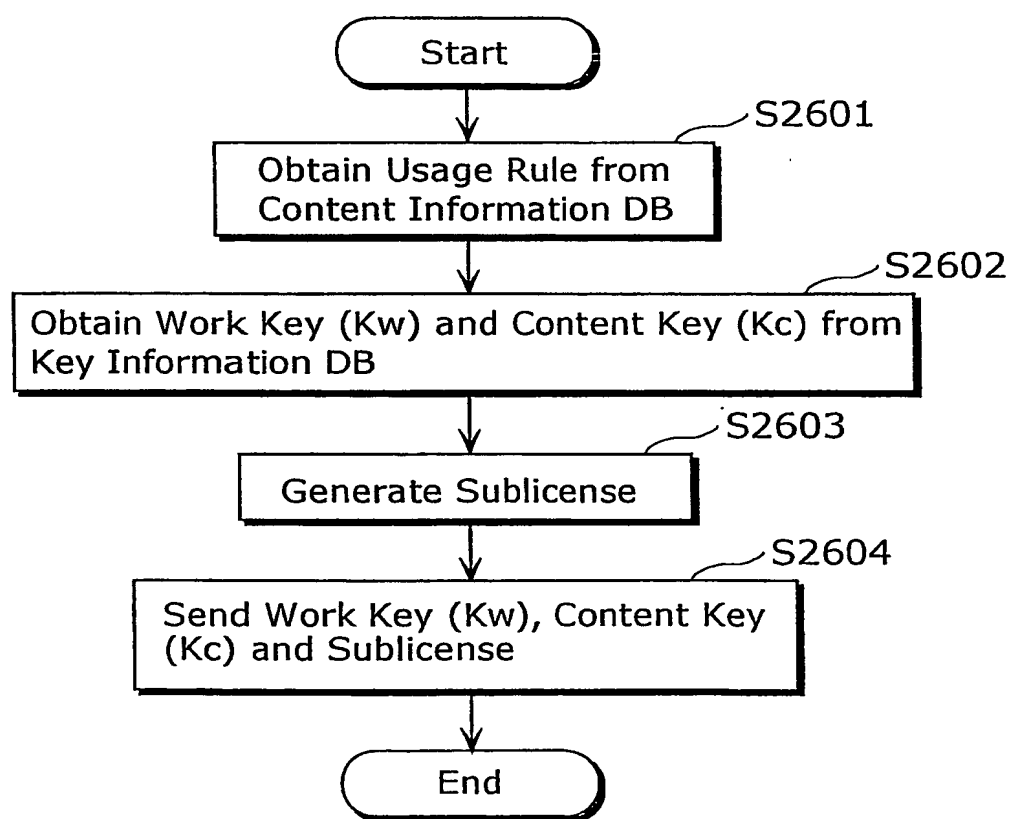 Start
S2601
Obtain Usage Rule from
Content Information DB
S2602
Obtain Work Key (Kw) and Content Key (Kc) from
Key Information DB
S2603
Generate Sublicense
S2604
Send Work Key (Kw), Content Key
(Kc) and Sublicense
End